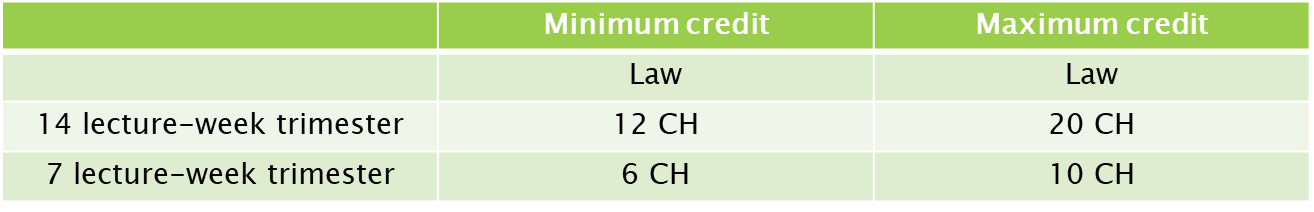 Minimum credit Maximum credit
Law Law
14 lecture-week trimester 12 CH 20 CH
7 lecture-week trimester 6 CH 10 CH